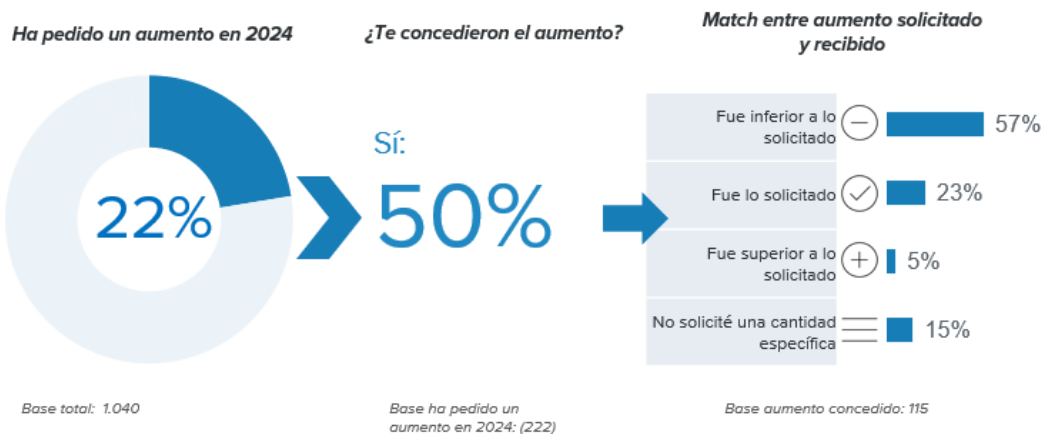 Ha pedido un aumento en 2024
22%
Base total: 1.040
¿Te concedieron el aumento?
Sí:
50%
Base ha pedido un
aumento en 2024: (222)
Match entre aumento solicitado
y recibido
Fue inferior a lo
solicitado
57%
Fue lo solicitado
23%
Fue superior a lo
solicitado
5%
No solicité una cantidad
específica
15%
Base aumento concedido: 115